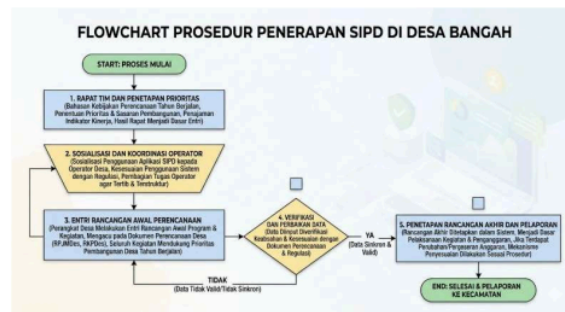 FLOWCHART PROSEDUR PENERAPAN SIPD DI DESA BANGAH
START: PROSES MULAI
1. RAPAT TIM DAN PENETAPAN PRIORITAS
(Bahasan Kebijakan Perencanaan Tahun Berjalan,
Penentuan Prioritas & Sasaran Pembangunan, Penajaman
Indikator Kinerja, Hasil Rapat Menjadi Dasar Entri)
2. SOSIALISASI DAN KOORDINASI OPERATOR
(Sosialisasi Penggunaan Aplikasi SIPD kepada
Operator Desa, Kesesuaian Penggunaan Sistem
dengan Regulasi, Pembagian Tugas Operator
agar Tertib & Terstruktur)
3. ENTRI RANCANGAN AWAL PERENCANAAN
(Perangkat Desa Melakukan Entri Rancangan Awal Program &
Kegiatan, Mengacu pada Dokumen Perencanaan Desa
(RPJMDes, RKPDes), Seluruh Kegiatan Mendukung Prioritas
Pembangunan Desa Tahun Berjalan)
4. VERIFIKASI
DAN PERBAIKAN DATA
(Data Diinput Diverifikasi
Keabsahan & Kesesuaian dengan
Dokumen Perencanaan
& Regulasi)
YA
(Data Sinkron &
Valid)
TIDAK
(Data Tidak Valid/Tidak Sinkron)
5. PENETAPAN RANCANGAN AKHIR DAN PELAPORAN
(Rancangan Akhir Ditetapkan dalam Sistem, Menjadi Dasar
Pelaksanaan Kegiatan & Penganggaran, Jika Terdapat
Perubahan/Pergeseran Anggaran, Mekanisme
Penyesuaian Dilakukan Sesuai Prosedur)
END: SELESAI & PELAPORAN
KE KECAMATAN